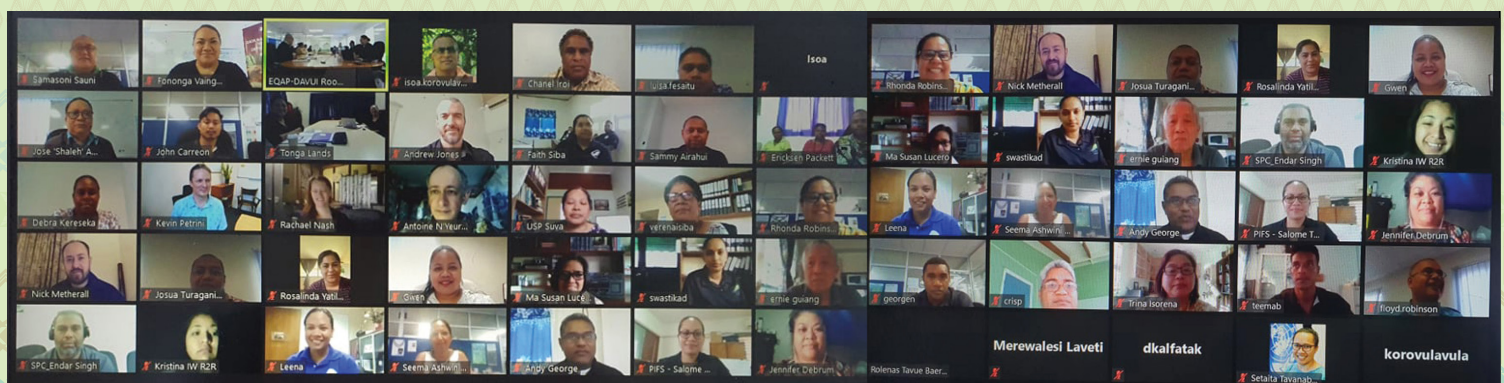 Samasoni Sauni
Fononga Vaing...
EQAP-DAVUI Roo...
isoa.korovulav...
Chanel Iroi
luisa.fesaitu
Isoa
Rhonda Robins...
Nick Metherall
Josua Turagani...
Rosalinda Yatil...
Gwen
Jose 'Shaleh' A...
John Carreon
Tonga Lands
Andrew Jones
Faith Siba
Sammy Airahui
Ericksen Packett
Ma Susan Lucero
swastikad
ernie guiang
SPC_Endar Singh
Kristina IW R2R
Debra Kereseka
Kevin Petrini
Rachael Nash
Antoine N'Yeur...
USP Suva
verenaisiba
Rhonda Robins...
Leena
Seema Ashwini ...
Andy George
PIFS - Salome T...
Jennifer Debrum
Nick Metherall
Josua Turagani...
Rosalinda Yatil...
Gwen
Ma Susan Luce...
swastikad
ernie guiang
georgen
crisp
Trina Isorena
teemab
floyd.robinson
SPC_Endar Singh
Kristina IW R2R
Leena
Seema Ashwini ...
Andy George
PIFS - Salome ...
Jennifer Debrum
Rolenas Tavue Baer...
Merewalesi Laveti
dkalfatak
Setaita Tavanab...
korovulavula